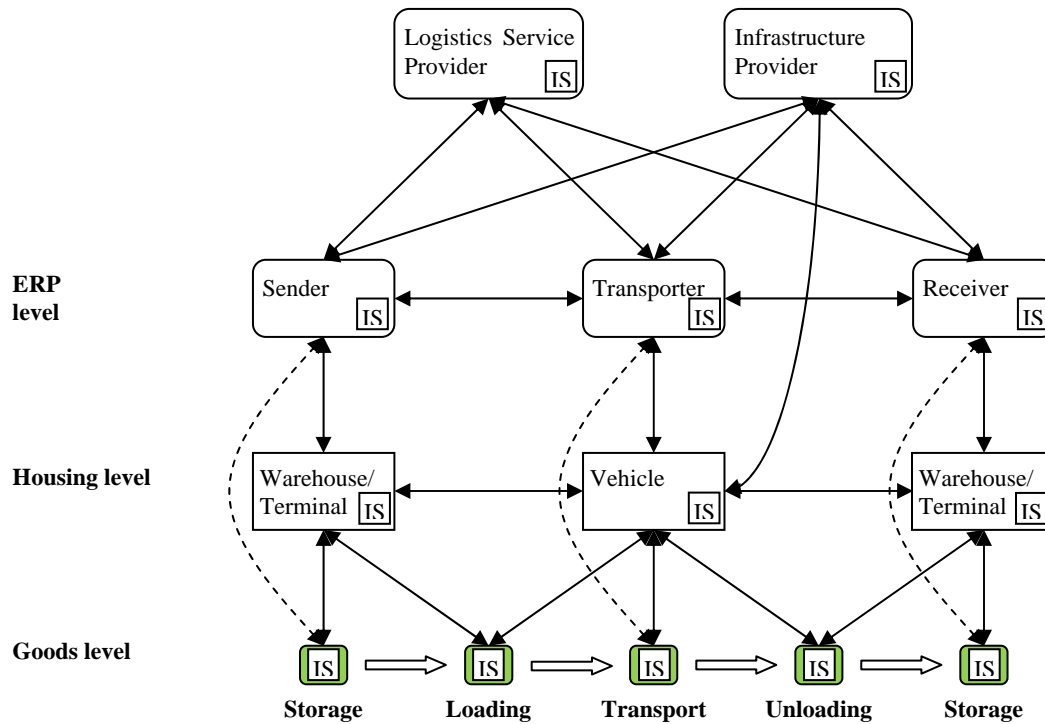 Logistics Service
Provider
IS
Infrastructure
Provider
IS
ERP
level
Sender
IS
Transporter
IS
Receiver
IS
Housing level
Warehouse/
Terminal
IS
Vehicle
IS
Warehouse/
Terminal
IS
Goods level
IS
IS
IS
IS
IS
Storage
Loading
Transport
Unloading
Storage